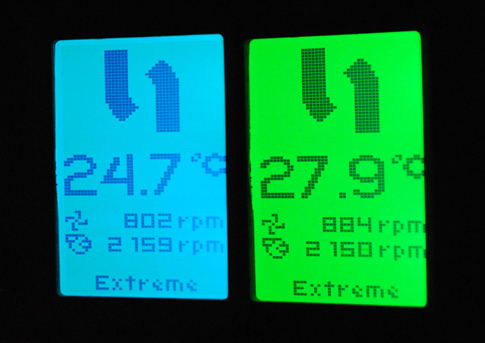 24.7°C
802 rpm
2 159 rpm
Extreme
27.9°C
884 rpm
2 150 rpm
Extreme